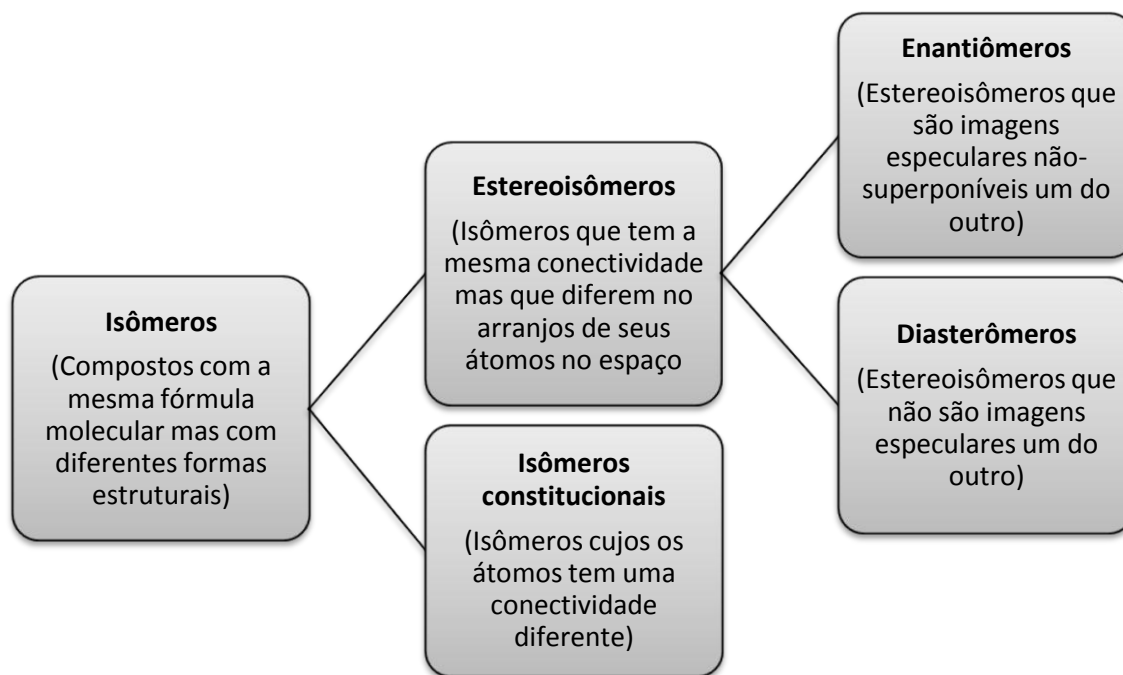 Isômeros
(Compostos com a
mesma fórmula
molecular mas com
diferentes formas
estruturais)
Estereoisômeros
(Isômeros que tem a
mesma conectividade
mas que diferem no
arranjos de seus
átomos no espaço
Isômeros
constitucionais
(Isômeros cujos os
átomos tem uma
conectividade
diferente)
Enantiômeros
(Estereoisômeros que
são imagens
especulares não-
superponíveis um do
outro)
Diasterômeros
(Estereoisômeros que
não são imagens
especulares um do
outro)